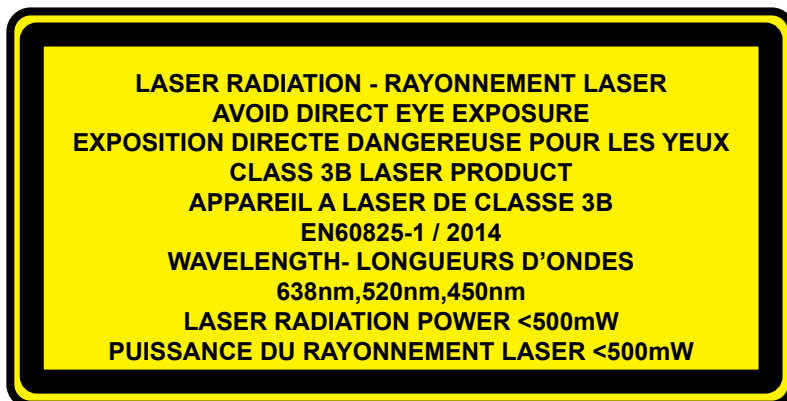 LASER RADIATION - RAYONNEMENT LASER
AVOID DIRECT EYE EXPOSURE
EXPOSITION DIRECTE DANGEREUSE POUR LES YEUX
CLASS 3B LASER PRODUCT
APPAREIL A LASER DE CLASSE 3B
EN60825-1 / 2014
WAVELENGTH- LONGUEURS D’ONDES
638nm,520nm,450nm
LASER RADIATION POWER <500mW
PUISSANCE DU RAYONNEMENT LASER <500mW